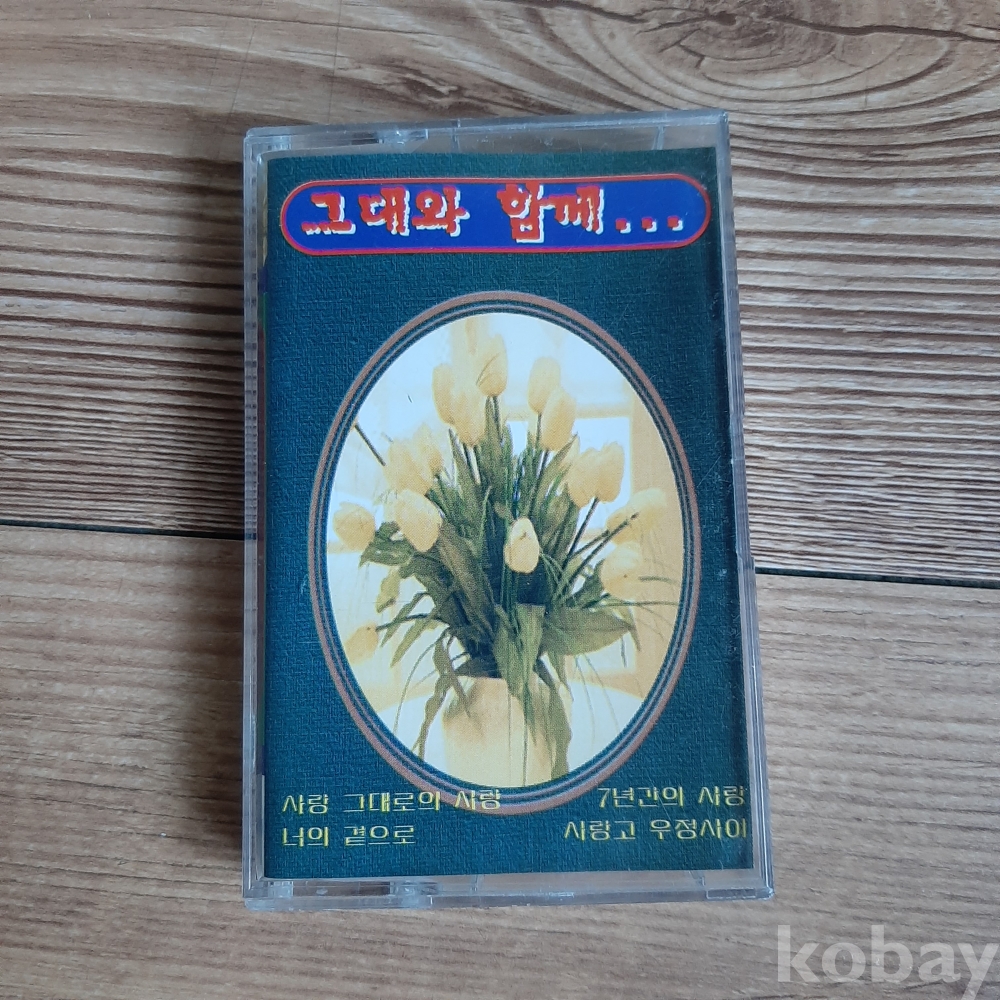 그대와 함께...
사랑 그대로의 사랑 7년간의 사랑
너의 곁으로 사랑고 우정사이
kobay